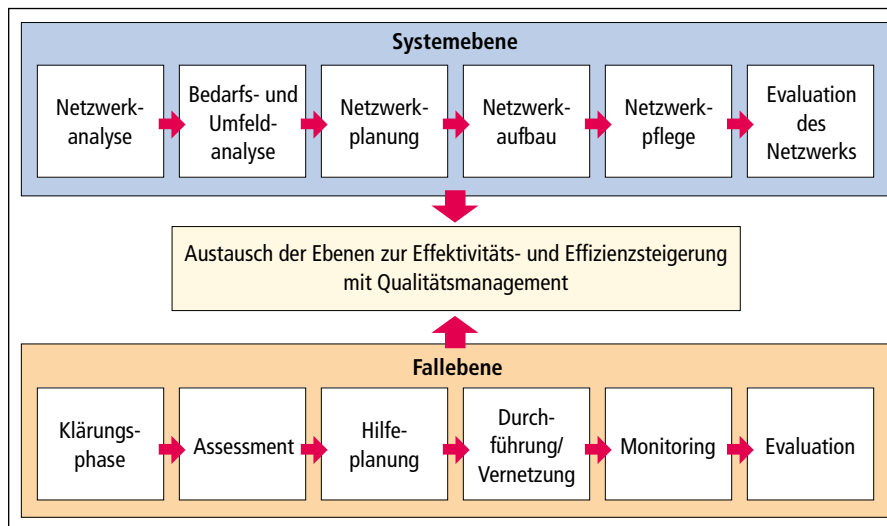 Systemebene
Netzwerk-
analyse
Bedarfs- und
Umfeld-
analyse
Netzwerk-
planung
Netzwerk-
aufbau
Netzwerk-
pflege
Evaluation
des
Netzwerks
Austausch der Ebenen zur Effektivitäts- und Effizienzsteigerung
mit Qualitätsmanagement
Fallebene
Klärungs-
phase
Assessment
Hilfe-
planung
Durch-
führung/
Vernetzung
Monitoring
Evaluation